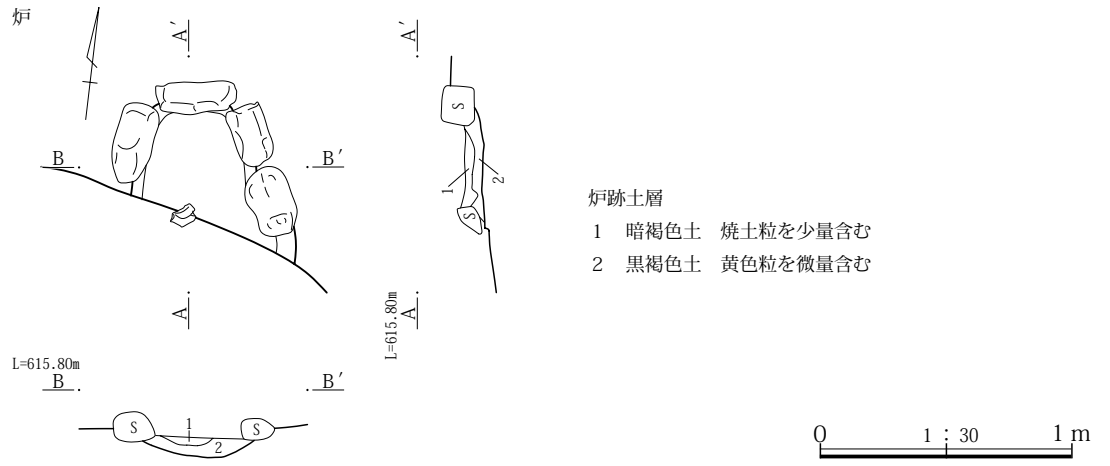 炉
A′
A′
B
B′
S
1
2
S
炉跡土層
1 暗褐色土 焼土粒を少量含む
2 黒褐色土 黄色粒を微量含む
A
A
L=615.80m
L=615.80m
B
B′
S
1
2
S
0 1 : 30 1 m